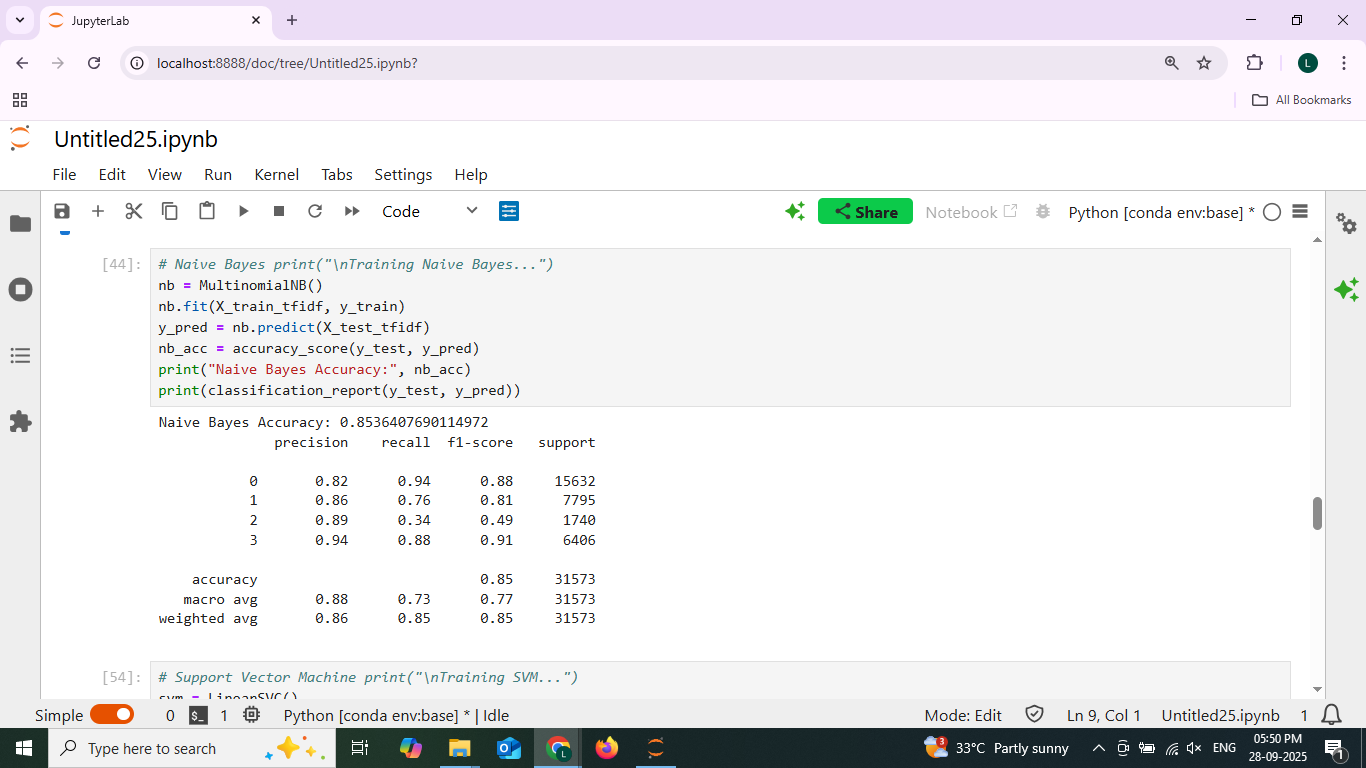 JupyterLab
localhost:8888/doc/tree/Untitled25.ipynb?
L
All Bookmarks
Untitled25.ipynb
File Edit View Run Kernel Tabs Settings Help
Code Share Notebook Python [conda env:base] *
[44]: # Naive Bayes print("\nTraining Naive Bayes...")
nb = MultinomialNB()
nb.fit(X_train_tfidf, y_train)
y_pred = nb.predict(X_test_tfidf)
nb_acc = accuracy_score(y_test, y_pred)
print("Naive Bayes Accuracy:", nb_acc)
print(classification_report(y_test, y_pred))
Naive Bayes Accuracy: 0.8536407690114972
precision recall f1-score support
0 0.82 0.94 0.88 15632
1 0.86 0.76 0.81 7795
2 0.89 0.34 0.49 1740
3 0.94 0.88 0.91 6406
accuracy 0.85 31573
macro avg 0.88 0.73 0.77 31573
weighted avg 0.86 0.85 0.85 31573
[54]: # Support Vector Machine print("\nTraining SVM...")
svm = LinearSVC()
Simple 0 $_ 1 Python [conda env:base] * | Idle Mode: Edit Ln 9, Col 1 Untitled25.ipynb 1
Type here to search 3 33°C Partly sunny ENG 05:50 PM 1
28-09-2025